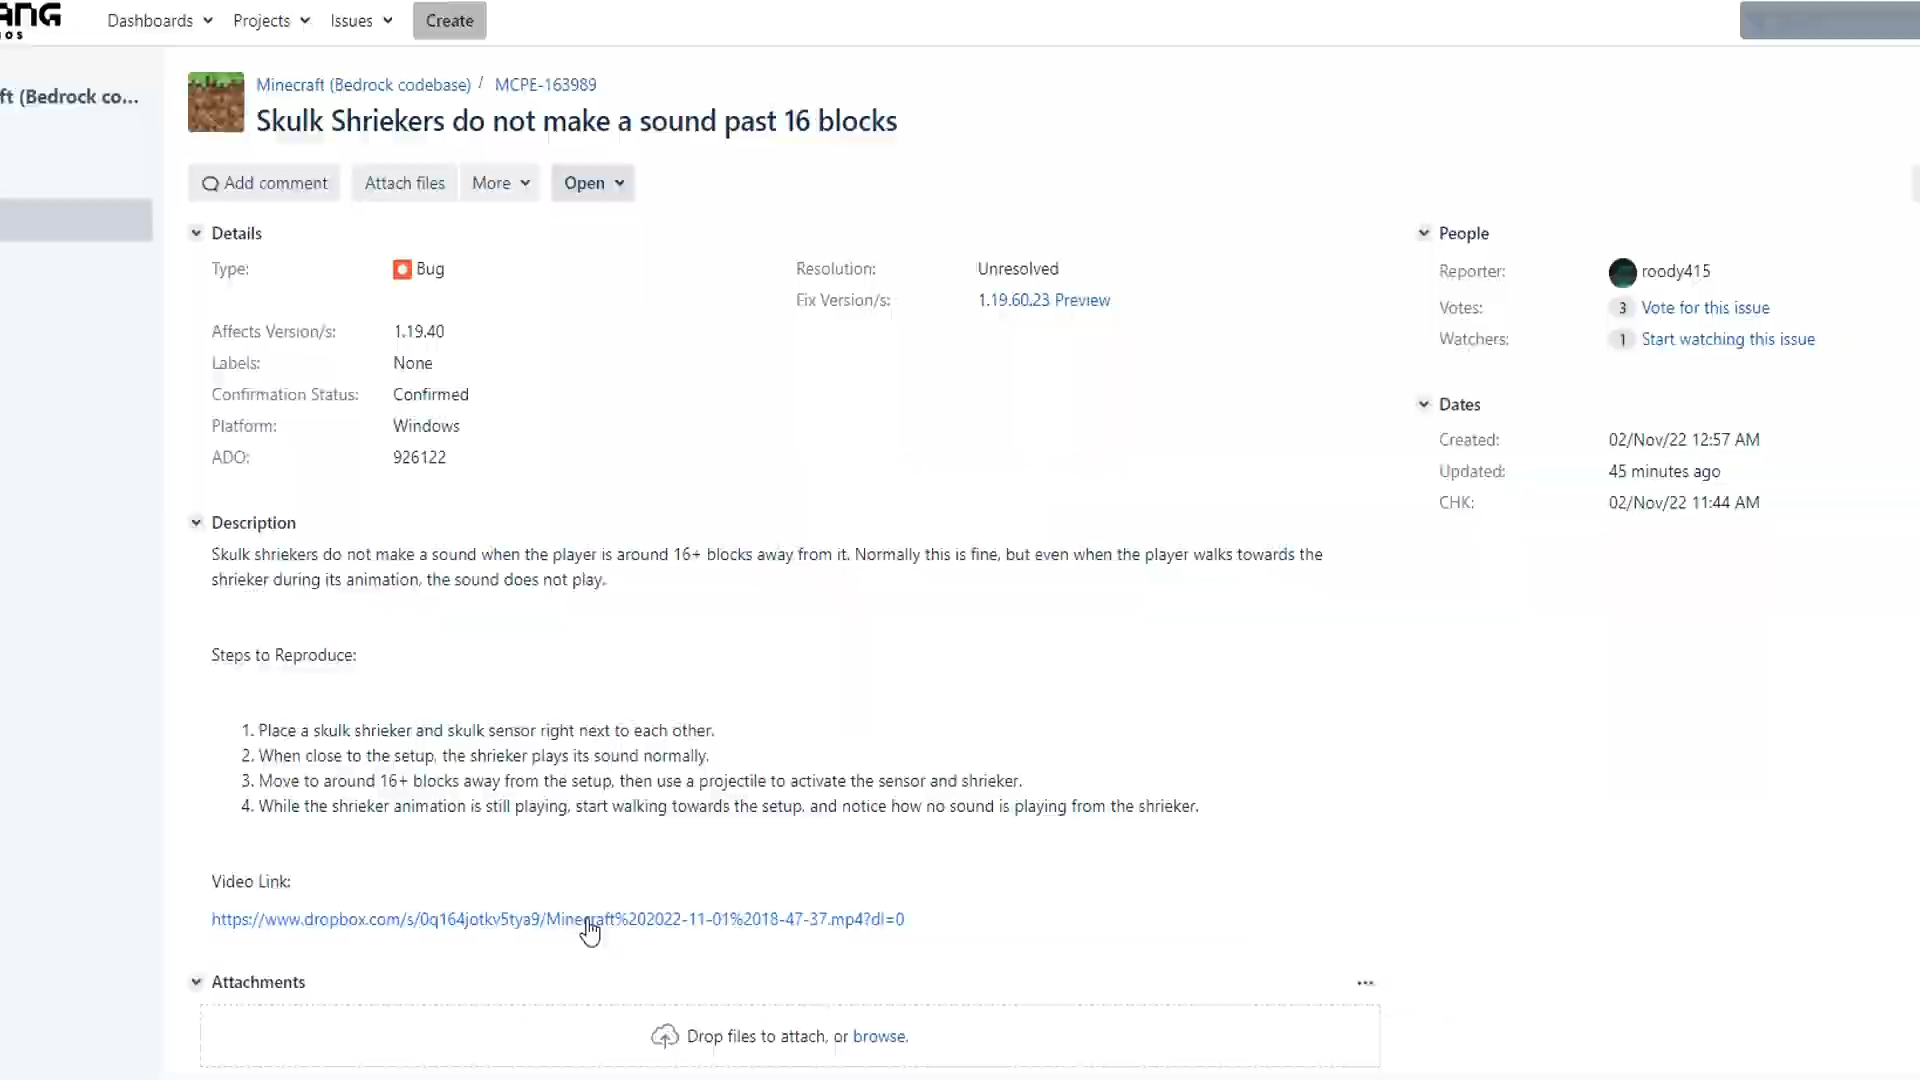 ANG
IOS
Dashboards Projects Issues Create
ft (Bedrock co...
Minecraft (Bedrock codebase) / MCPE-163989
Skulk Shriekers do not make a sound past 16 blocks
Add comment Attach files More Open
Details
Type: Bug Resolution: Unresolved
Fix Version/s: 1.19.60.23 Preview
Affects Version/s: 1.19.40
Labels: None
Confirmation Status: Confirmed
Platform: Windows
ADO: 926122
Description
Skulk shriekers do not make a sound when the player is around 16+ blocks away from it. Normally this is fine, but even when the player walks towards the
shrieker during its animation, the sound does not play.
Steps to Reproduce:
1. Place a skulk shrieker and skulk sensor right next to each other.
2. When close to the setup, the shrieker plays its sound normally.
3. Move to around 16+ blocks away from the setup, then use a projectile to activate the sensor and shrieker.
4. While the shrieker animation is still playing, start walking towards the setup, and notice how no sound is playing from the shrieker.
Video Link:
https://www.dropbox.com/s/0q164jotkv5tya9/Minecraft%202022-11-01%2018-47-37.mp4?dl=0
Attachments
Drop files to attach, or browse.
People
Reporter: roody415
Votes: 3 Vote for this issue
Watchers: 1 Start watching this issue
Dates
Created: 02/Nov/22 12:57 AM
Updated: 45 minutes ago
CHK: 02/Nov/22 11:44 AM